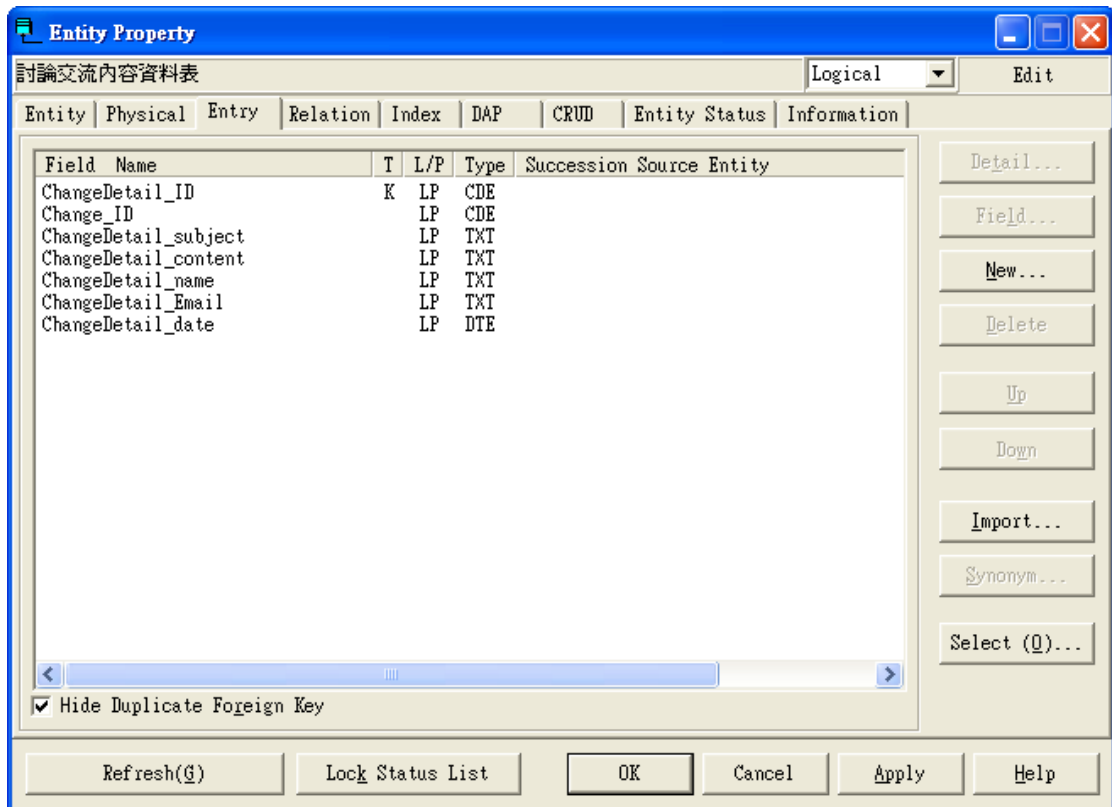 Entity Property
討論交流內容資料表 Logical Edit
Entity Physical Entry Relation Index DAP CRUD Entity Status Information
Field Name T L/P Type Succession Source Entity
ChangeDetail_ID K LP CDE
Change_ID LP CDE
ChangeDetail_subject LP TXT
ChangeDetail_content LP TXT
ChangeDetail_name LP TXT
ChangeDetail_Email LP TXT
ChangeDetail_date LP DTE
Detail...
Field...
New...
Delete
Up
Down
Import...
Synonym...
Select (O)...
Hide Duplicate Foreign Key
Refresh(G) Lock Status List OK Cancel Apply Help